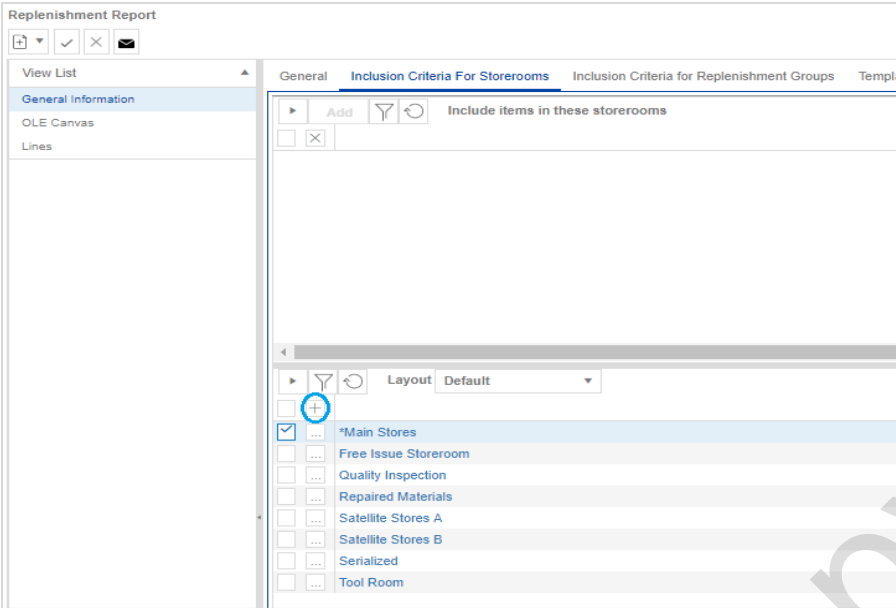 Replenishment Report
View List
General Information
OLE Canvas
Lines
General Inclusion Criteria For Storerooms Inclusion Criteria for Replenishment Groups Templa
Add Include items in these storerooms
Layout Default
... *Main Stores
... Free Issue Storeroom
... Quality Inspection
... Repaired Materials
... Satellite Stores A
... Satellite Stores B
... Serialized
... Tool Room